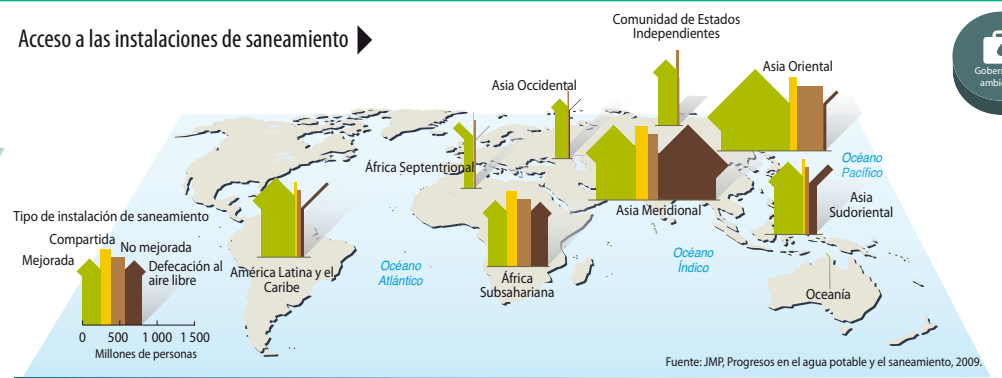 Acceso a las instalaciones de saneamiento
Comunidad de Estados
Independientes
Asia Occidental
Asia Oriental
África Septentrional
Océano
Pacífico
Asia
Sudoriental
Asia Meridional
Tipo de instalación de saneamiento
Compartida
No mejorada
Mejorada
Defecación al
aire libre
América Latina y el
Caribe
Océano
Atlántico
África
Subsahariana
Océano
Índico
Oceanía
0 500 1 000 1 500
Millones de personas
Fuente: JMP, Progresos en el agua potable y el saneamiento, 2009.